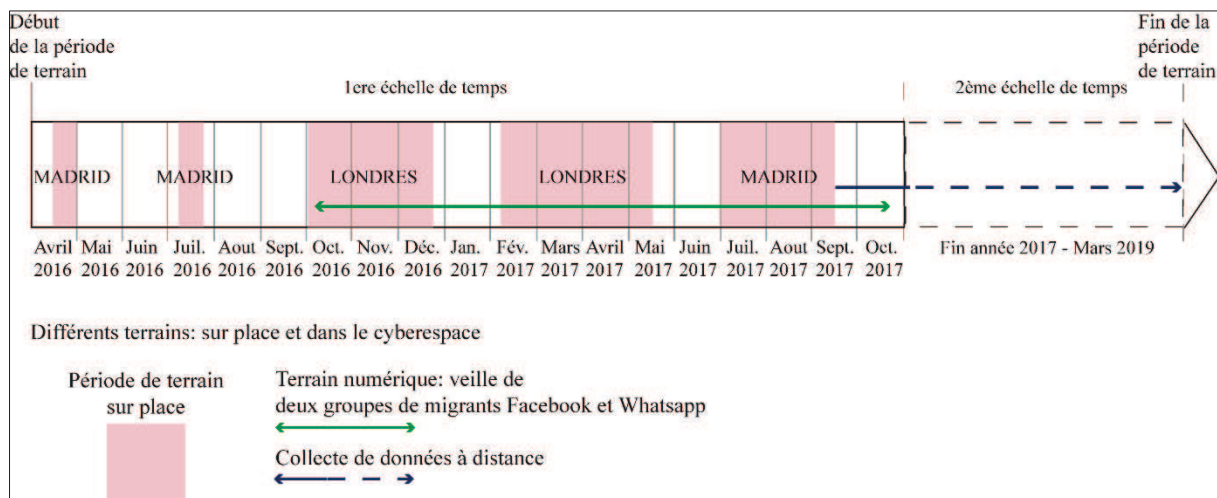 Début
de la période
de terrain
Fin de la
période
de terrain
1ere échelle de temps
2ème échelle de temps
MADRID
MADRID
LONDRES
LONDRES
MADRID
Avril Mai Juin Juil. Aout Sept. Oct. Nov. Déc. Jan. Fév. Mars Avril Mai Juin Juil. Aout Sept. Oct.
2016 2016 2016 2016 2016 2016 2016 2016 2016 2017 2017 2017 2017 2017 2017 2017 2017 2017 2017
Fin année 2017 - Mars 2019
Différents terrains: sur place et dans le cyberespace
Période de terrain
sur place
Terrain numérique: veille de
deux groupes de migrants Facebook et Whatsapp
Collecte de données à distance